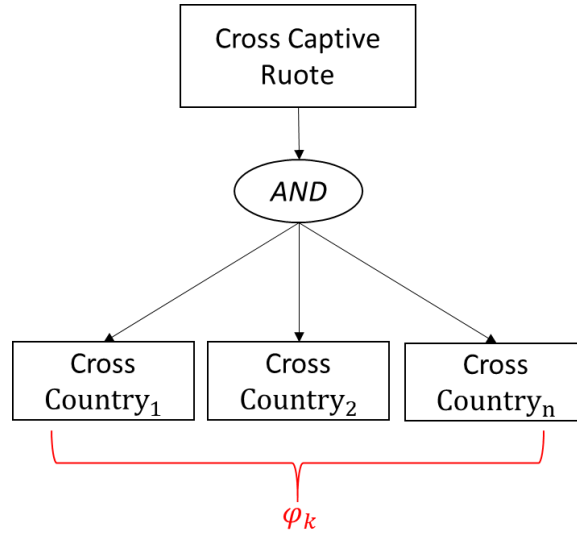 Cross Captive
Ruote
AND
Cross
Country₁
Cross
Country₂
Cross
Countryₙ
φₖ